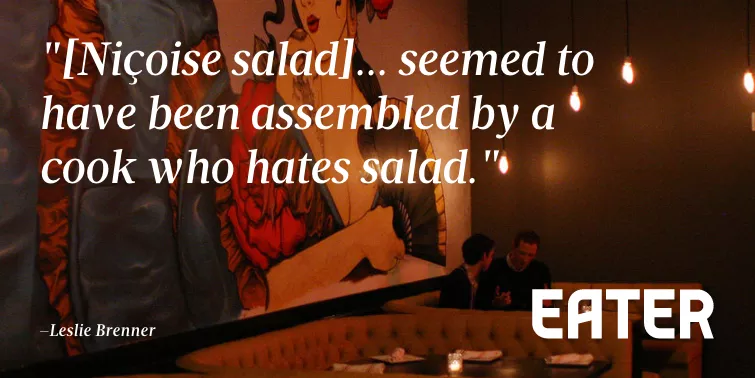 "[Niçoise salad]... seemed to
have been assembled by a
cook who hates salad."
–Leslie Brenner
EATER